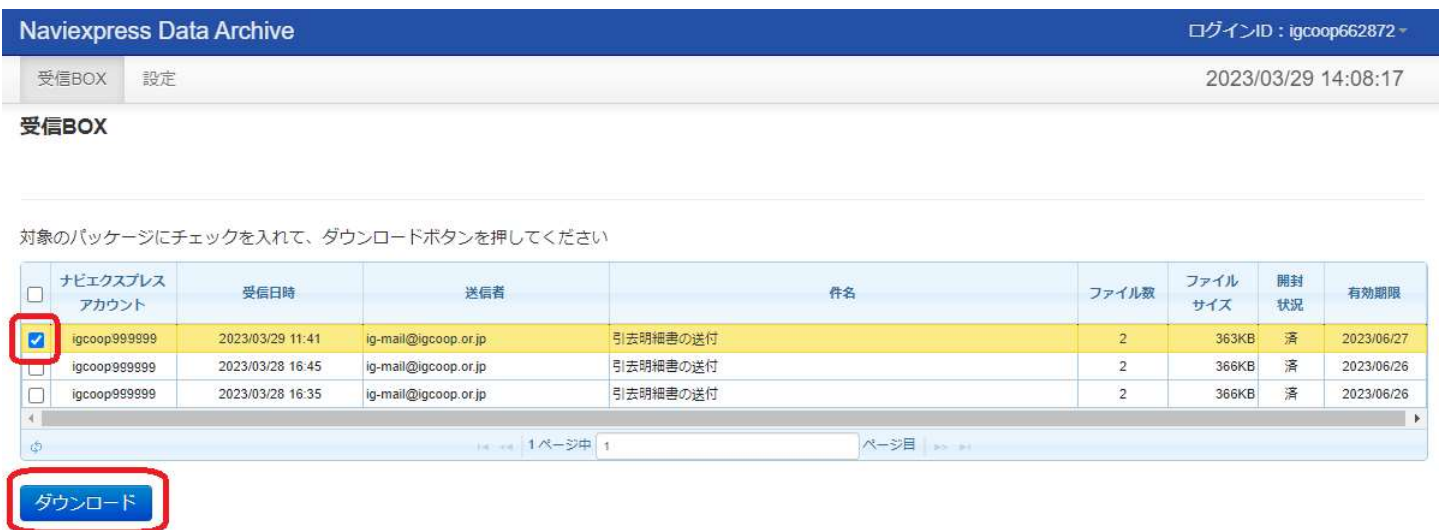 Naviexpress Data Archive
ログインID：igcoop662872
受信BOX 設定 2023/03/29 14:08:17
受信BOX
対象のパッケージにチェックを入れて、ダウンロードボタンを押してください
ナビエクスプレス
アカウント 受信日時 送信者 件名 ファイル数 ファイル
サイズ 開封
状況 有効期限
igcoop999999 2023/03/29 11:41 ig-mail@igcoop.or.jp 引去明細書の送付 2 363KB 済 2023/06/27
igcoop999999 2023/03/28 16:45 ig-mail@igcoop.or.jp 引去明細書の送付 2 366KB 済 2023/06/26
igcoop999999 2023/03/28 16:35 ig-mail@igcoop.or.jp 引去明細書の送付 2 366KB 済 2023/06/26
1 ページ中 1 ページ目
ダウンロード